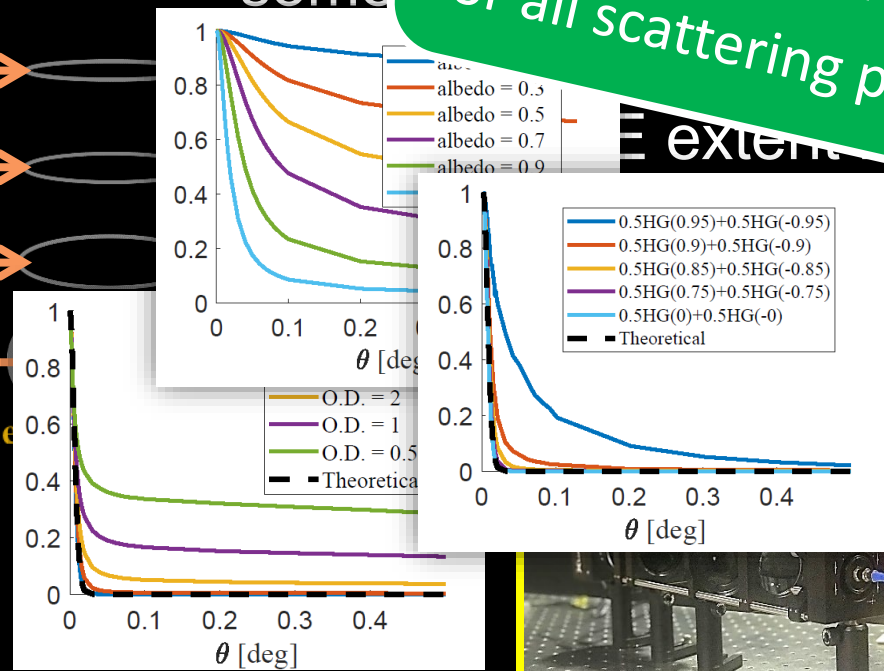 or all scattering
extent
1
0.8
0.6
0.4
0.2
0
0
0.1
0.2
θ [deg
albedo = 0.3
albedo = 0.5
albedo = 0.7
albedo = 0.9
1
0.8
0.6
0.4
0.2
0
0
0.1
0.2
0.3
0.4
θ [deg]
0.5HG(0.95)+0.5HG(-0.95)
0.5HG(0.9)+0.5HG(-0.9)
0.5HG(0.85)+0.5HG(-0.85)
0.5HG(0.75)+0.5HG(-0.75)
0.5HG(0)+0.5HG(-0)
Theoretical
1
0.8
0.6
0.4
0.2
0
0
0.1
0.2
0.3
0.4
θ [deg]
O.D. = 2
O.D. = 1
O.D. = 0.5
Theoretica